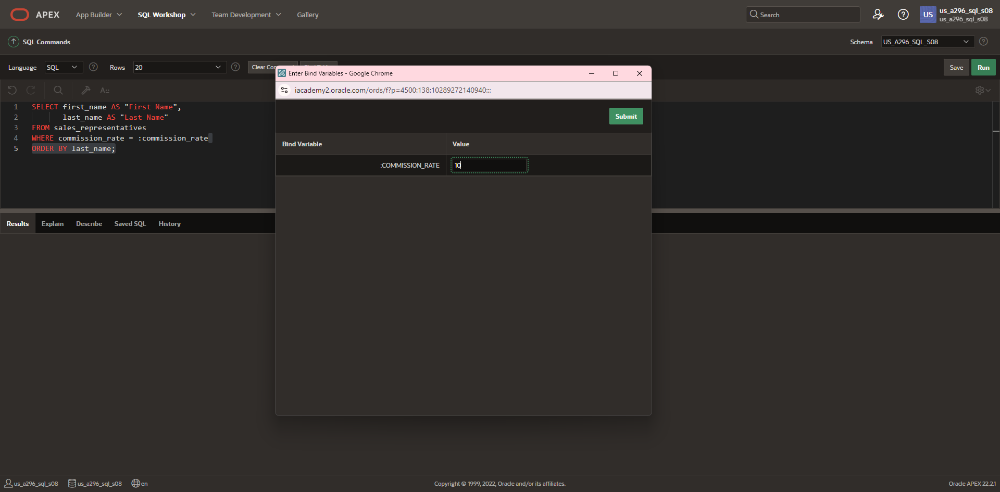 APEX
App Builder
SQL Workshop
Team Development
Gallery
Search
US
us_a296_sql_s08
us_a296_sql_s08
SQL Commands
Schema
US_A296_SQL_S08
Language
SQL
Rows
20
Clear Com
Save
Run
Enter Bind Variables - Google Chrome
iacademy2.oracle.com/ords/f?p=4500:138:10289272140940:::
Submit
Bind Variable
Value
:COMMISSION_RATE
10
1 SELECT first_name AS "First Name",
2 last_name AS "Last Name"
3 FROM sales_representatives
4 WHERE commission_rate = :commission_rate
5 ORDER BY last_name;
Results
Explain
Describe
Saved SQL
History
us_a296_sql_s08
us_a296_sql_s08
en
Copyright © 1999, 2022, Oracle and/or its affiliates.
Oracle APEX 22.2.1